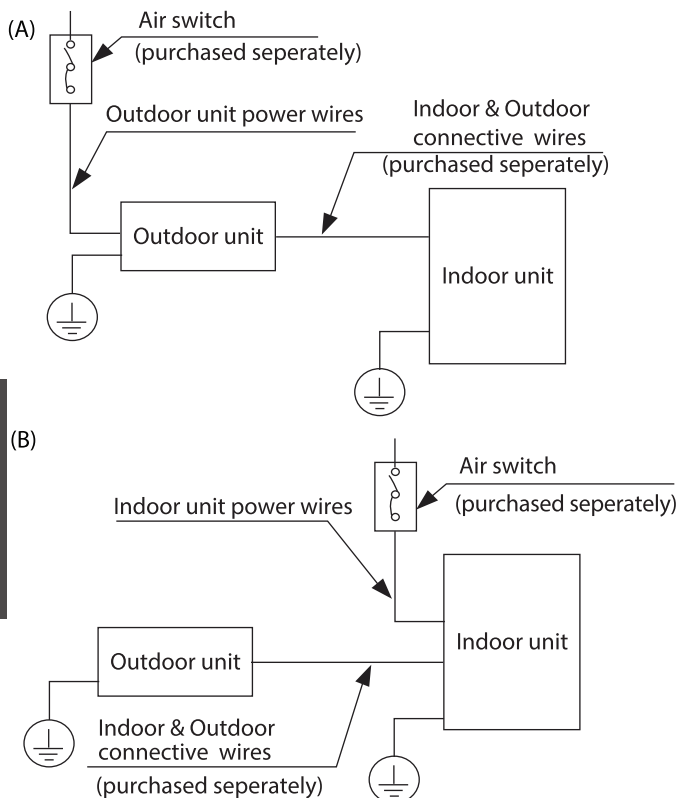 (A)
Air switch
(purchased seperately)
Outdoor unit power wires
Indoor & Outdoor
connective wires
(purchased seperately)
Outdoor unit
Indoor unit
(B)
Air switch
(purchased seperately)
Indoor unit power wires
Indoor unit
Outdoor unit
Indoor & Outdoor
connective wires
(purchased seperately)